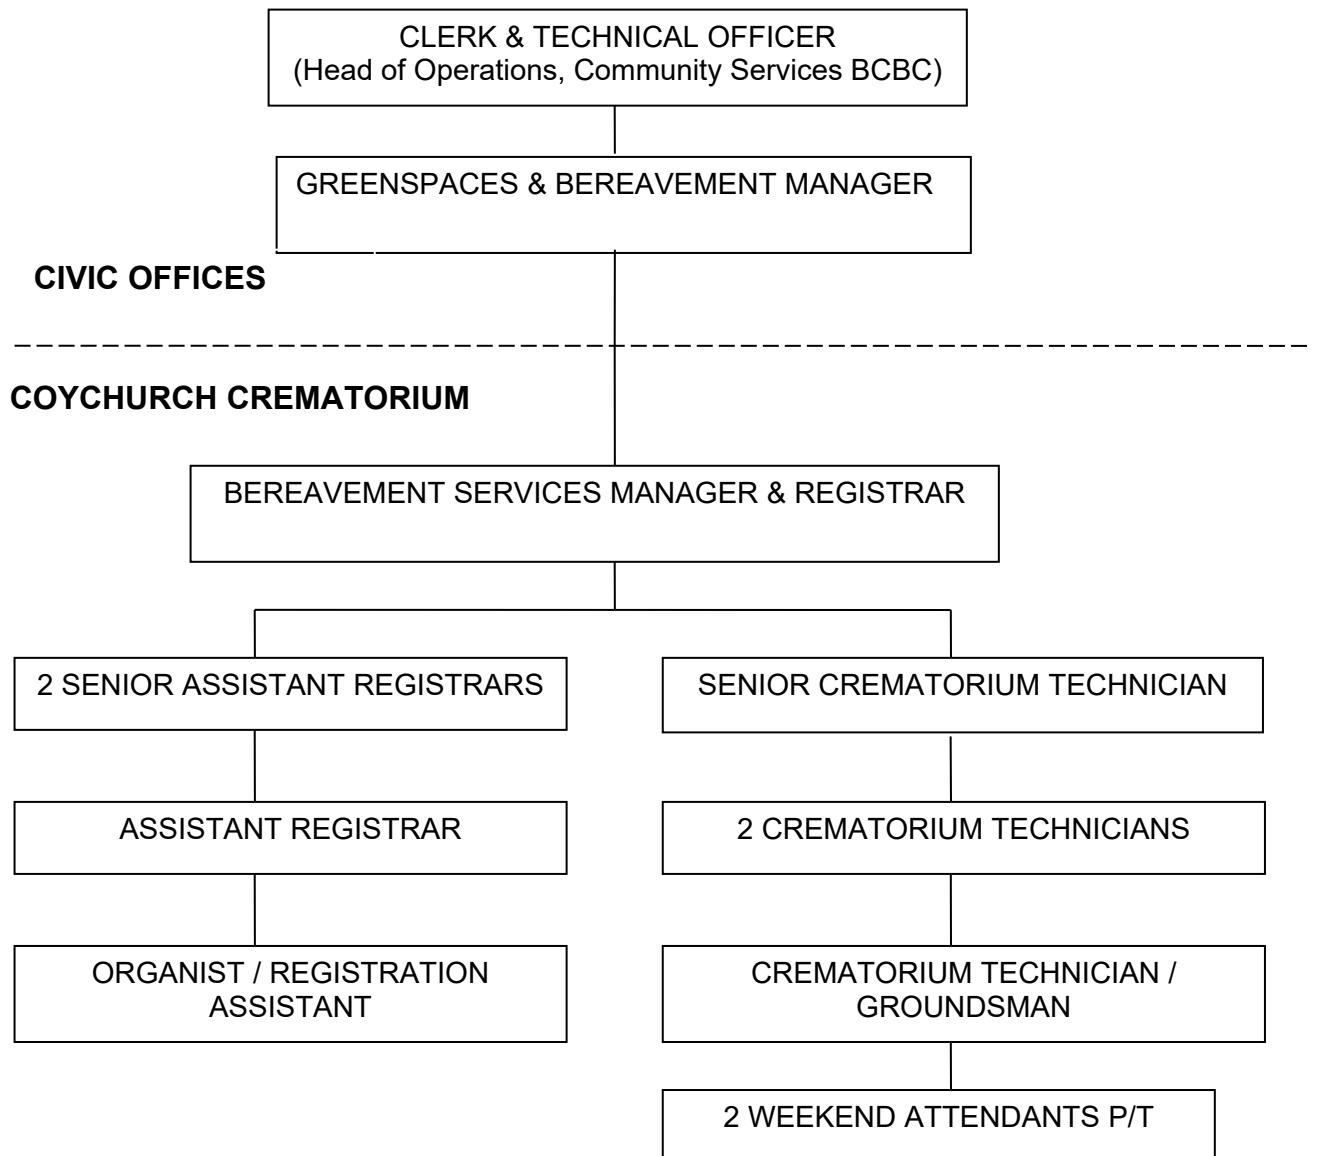 CLERK & TECHNICAL OFFICER
(Head of Operations, Community Services BCBC)
GREENSPACES & BEREAVEMENT MANAGER
CIVIC OFFICES
COYCHURCH CREMATORIUM
BEREAVEMENT SERVICES MANAGER & REGISTRAR
2 SENIOR ASSISTANT REGISTRARS
SENIOR CREMATORIUM TECHNICIAN
ASSISTANT REGISTRAR
2 CREMATORIUM TECHNICIANS
ORGANIST / REGISTRATION
ASSISTANT
CREMATORIUM TECHNICIAN /
GROUNDSMAN
2 WEEKEND ATTENDANTS P/T